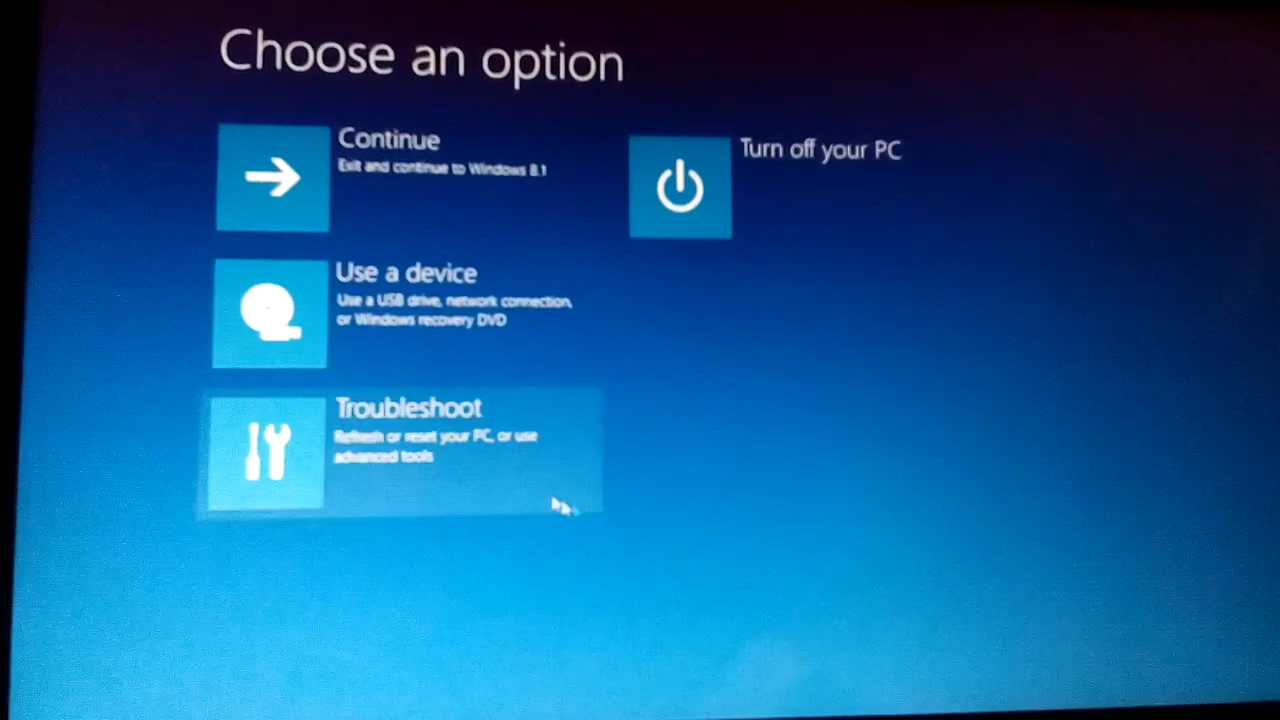 Choose an option
Continue
Exit and continue to Windows 8.1
Turn off your PC
Use a device
Use a USB drive, network connection,
or Windows recovery DVD
Troubleshoot
Refresh or reset your PC, or use
advanced tools